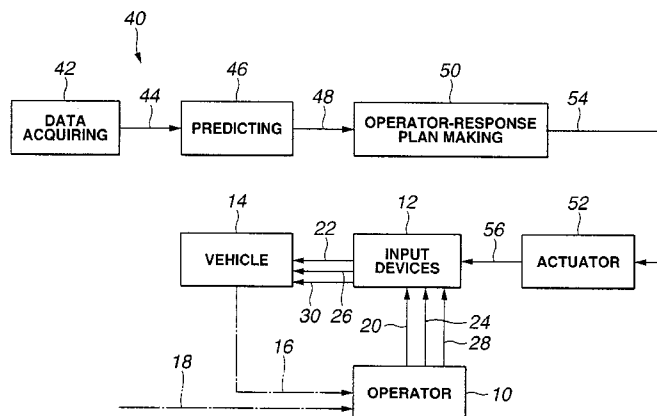 40
42
46
50
44
48
54
DATA
ACQUIRING
PREDICTING
OPERATOR-RESPONSE
PLAN MAKING
14
12
52
22
56
VEHICLE
INPUT
DEVICES
ACTUATOR
30
26
20
24
28
16
18
OPERATOR
10